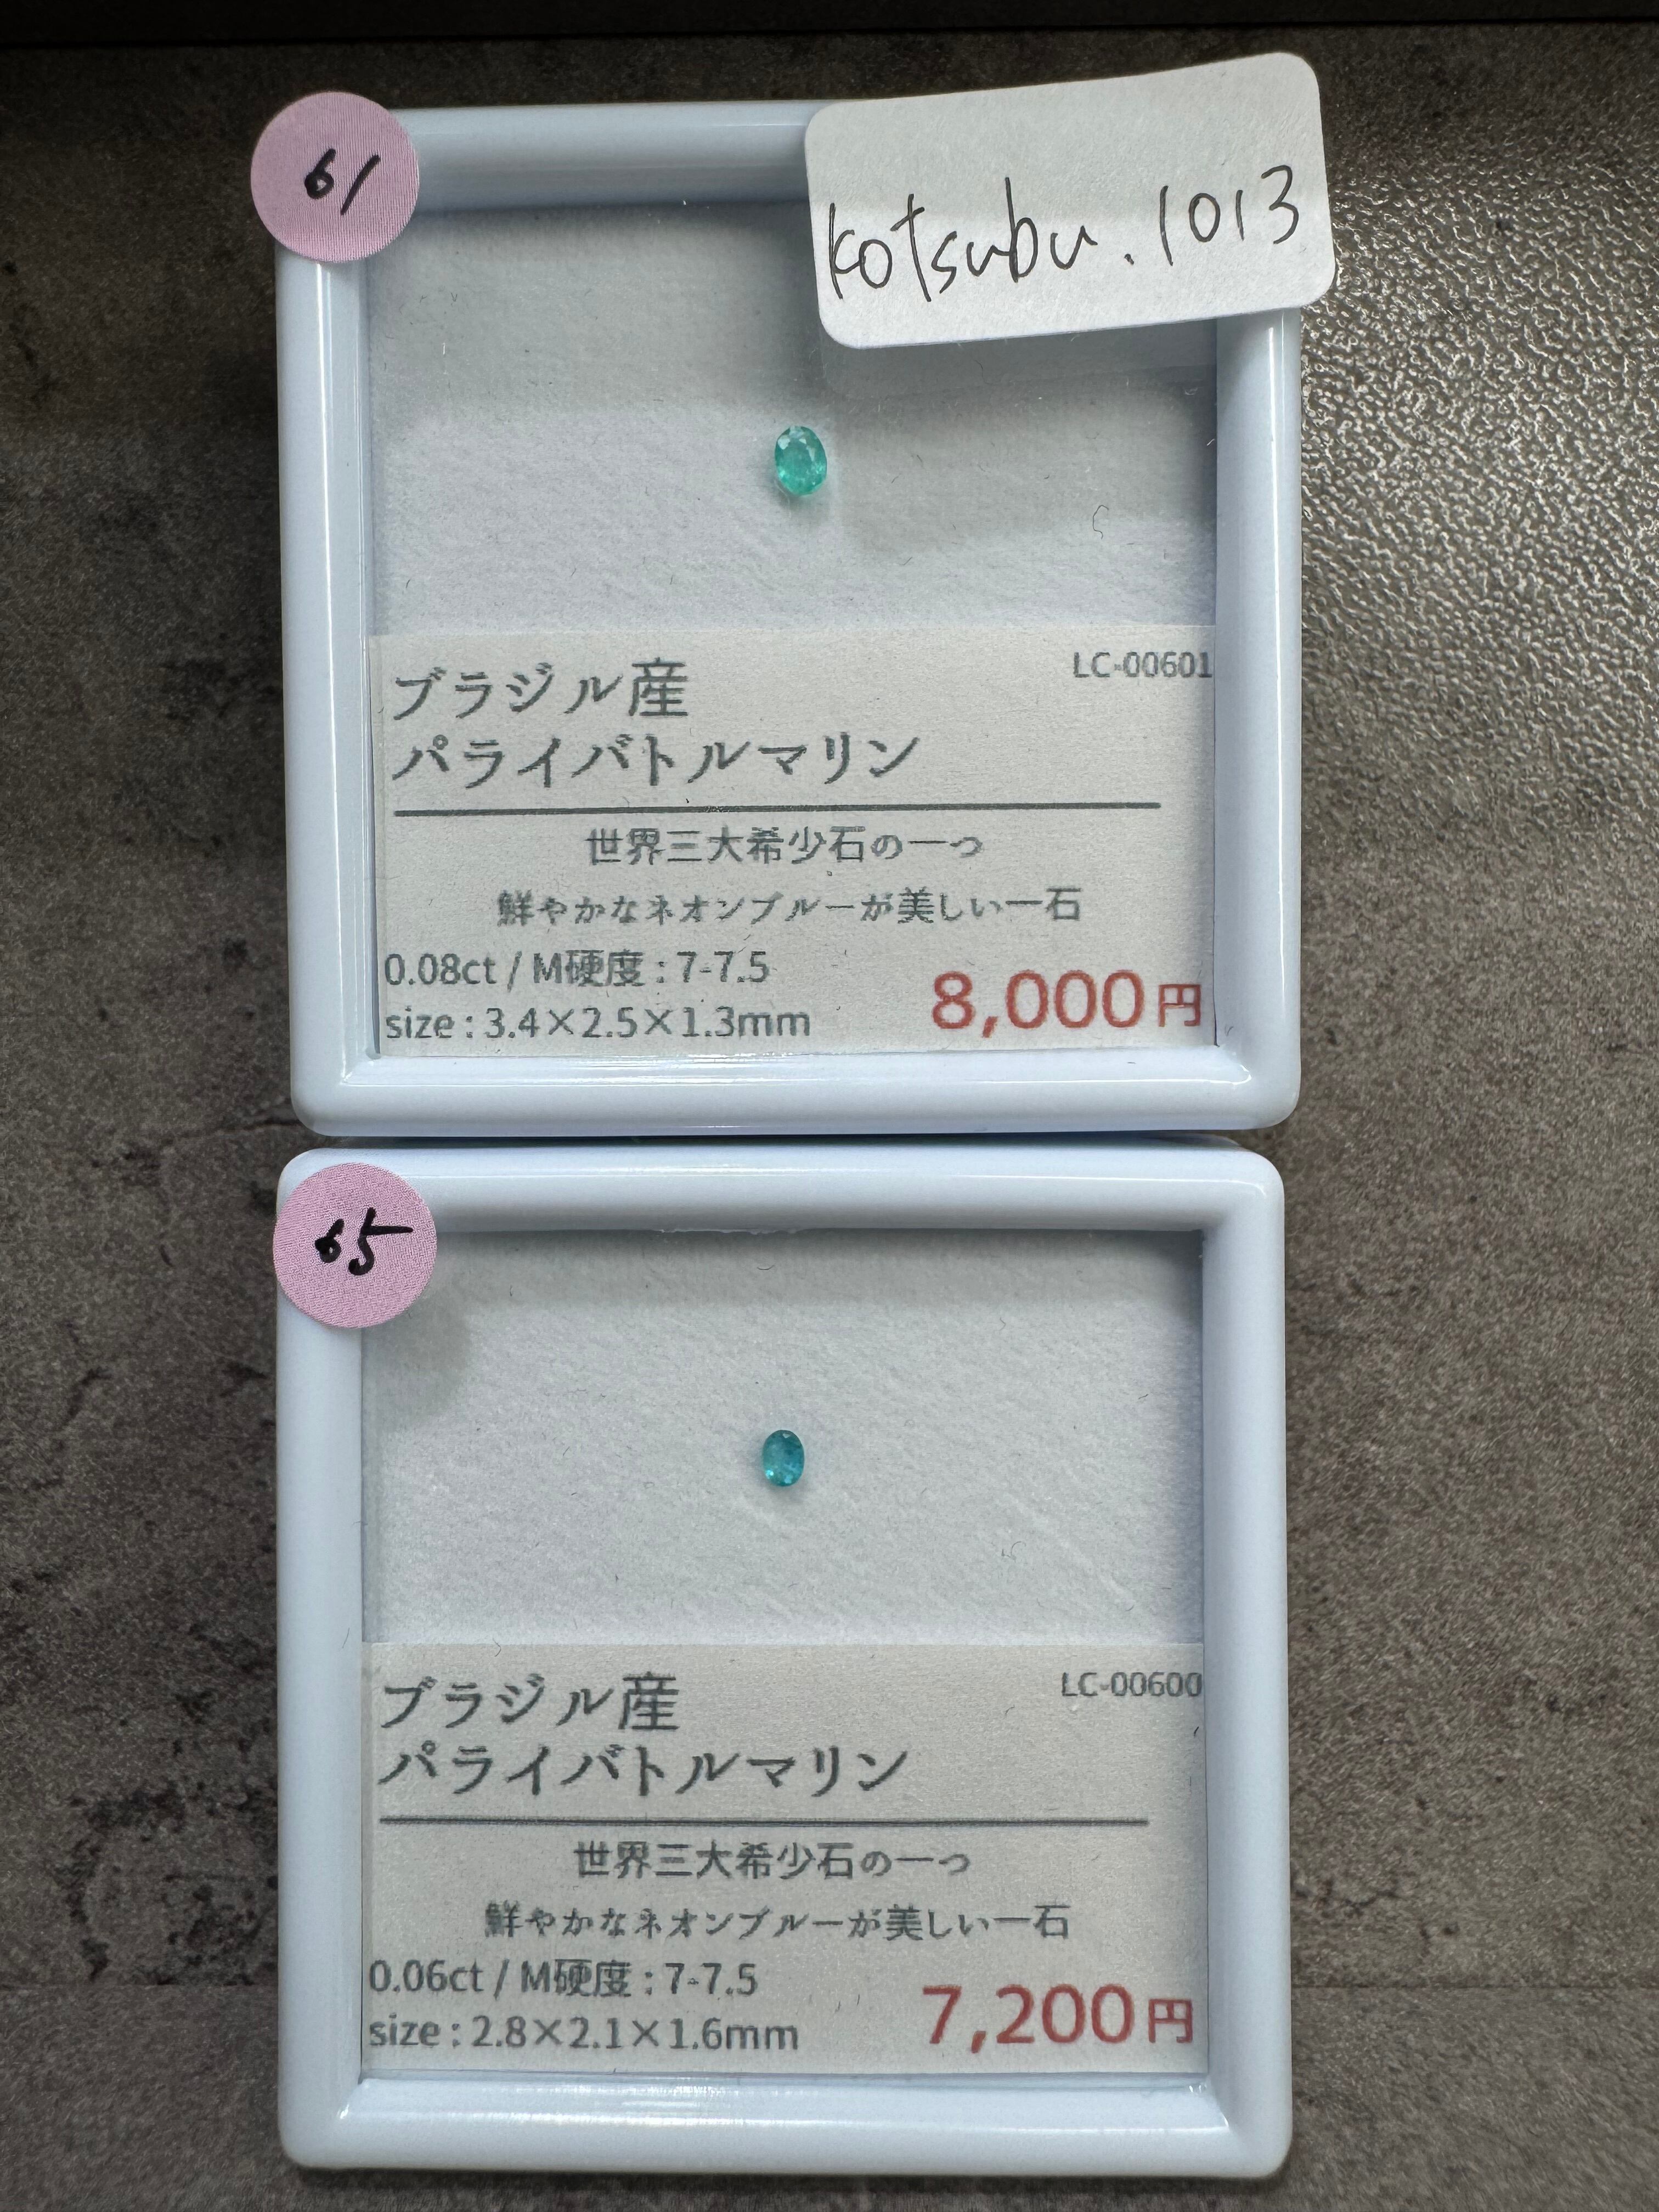 61
kotsubu.1013
LC-00601
ブラジル産
パライバトルマリン
世界三大希少石の一つ
鮮やかなネオンブルーが美しい一石
0.08ct / M硬度 : 7-7.5
size : 3.4×2.5×1.3mm
8,000円
65
LC-00600
ブラジル産
パライバトルマリン
世界三大希少石の一つ
鮮やかなネオンブルーが美しい一石
0.06ct / M硬度 : 7-7.5
size : 2.8×2.1×1.6mm
7,200円